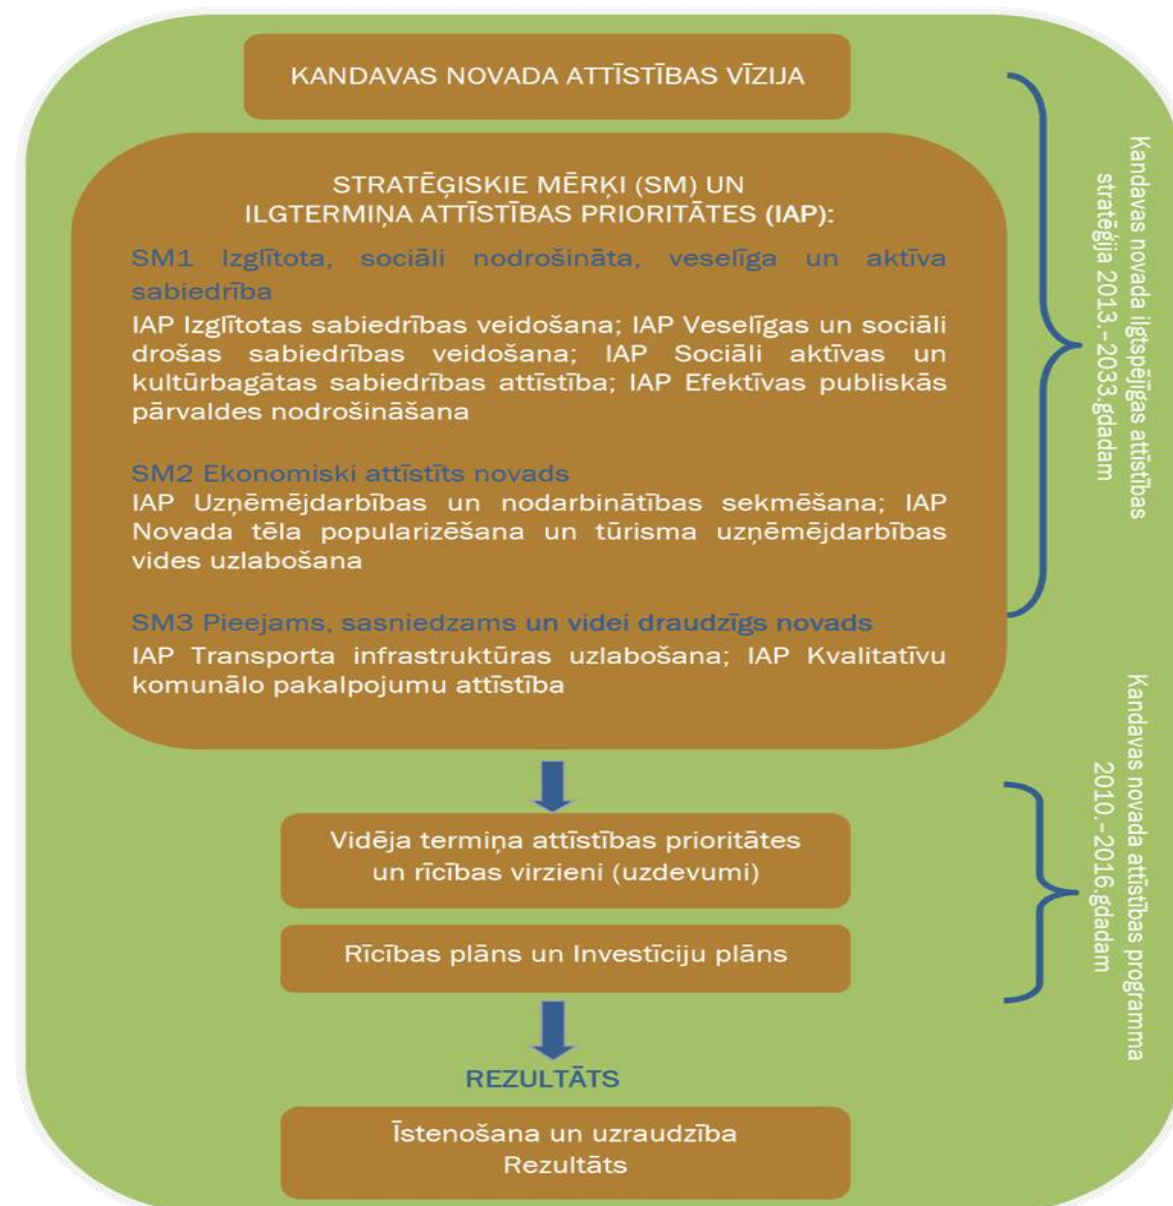 KANDAVAS NOVADA ATTĪSTĪBAS VĪZIJA
STRATĒĢISKIE MĒRĶI (SM) UN
ILGTERMIŅA ATTĪSTĪBAS PRIORITĀTES (IAP):
SM1 Izglītota, sociāli nodrošināta, veselīga un aktīva
sabiedrība
IAP Izglītotas sabiedrības veidošana; IAP Veselīgas un sociāli
drošas sabiedrības veidošana; IAP Sociāli aktīvas un
kultūrbagātas sabiedrības attīstība; IAP Efektīvas publiskās
pārvaldes nodrošināšana
SM2 Ekonomiski attīstīts novads
IAP Uzņēmējdarbības un nodarbinātības sekmēšana; IAP
Novada tēla popularizēšana un tūrisma uzņēmējdarbības
vides uzlabošana
SM3 Pieejams, sasniedzams un videi draudzīgs novads
IAP Transporta infrastruktūras uzlabošana; IAP Kvalitatīvu
komunālo pakalpojumu attīstība
Kandavas novada ilgtspējīgas attīstības
stratēģija 2013.-2033.gdadam
Vidēja termiņa attīstības prioritātes
un rīcības virzieni (uzdevumi)
Rīcības plāns un Investīciju plāns
Kandavas novada attīstības programma
2010.-2016.gdadam
REZULTĀTS
Īstenošana un uzraudzība
Rezultāts